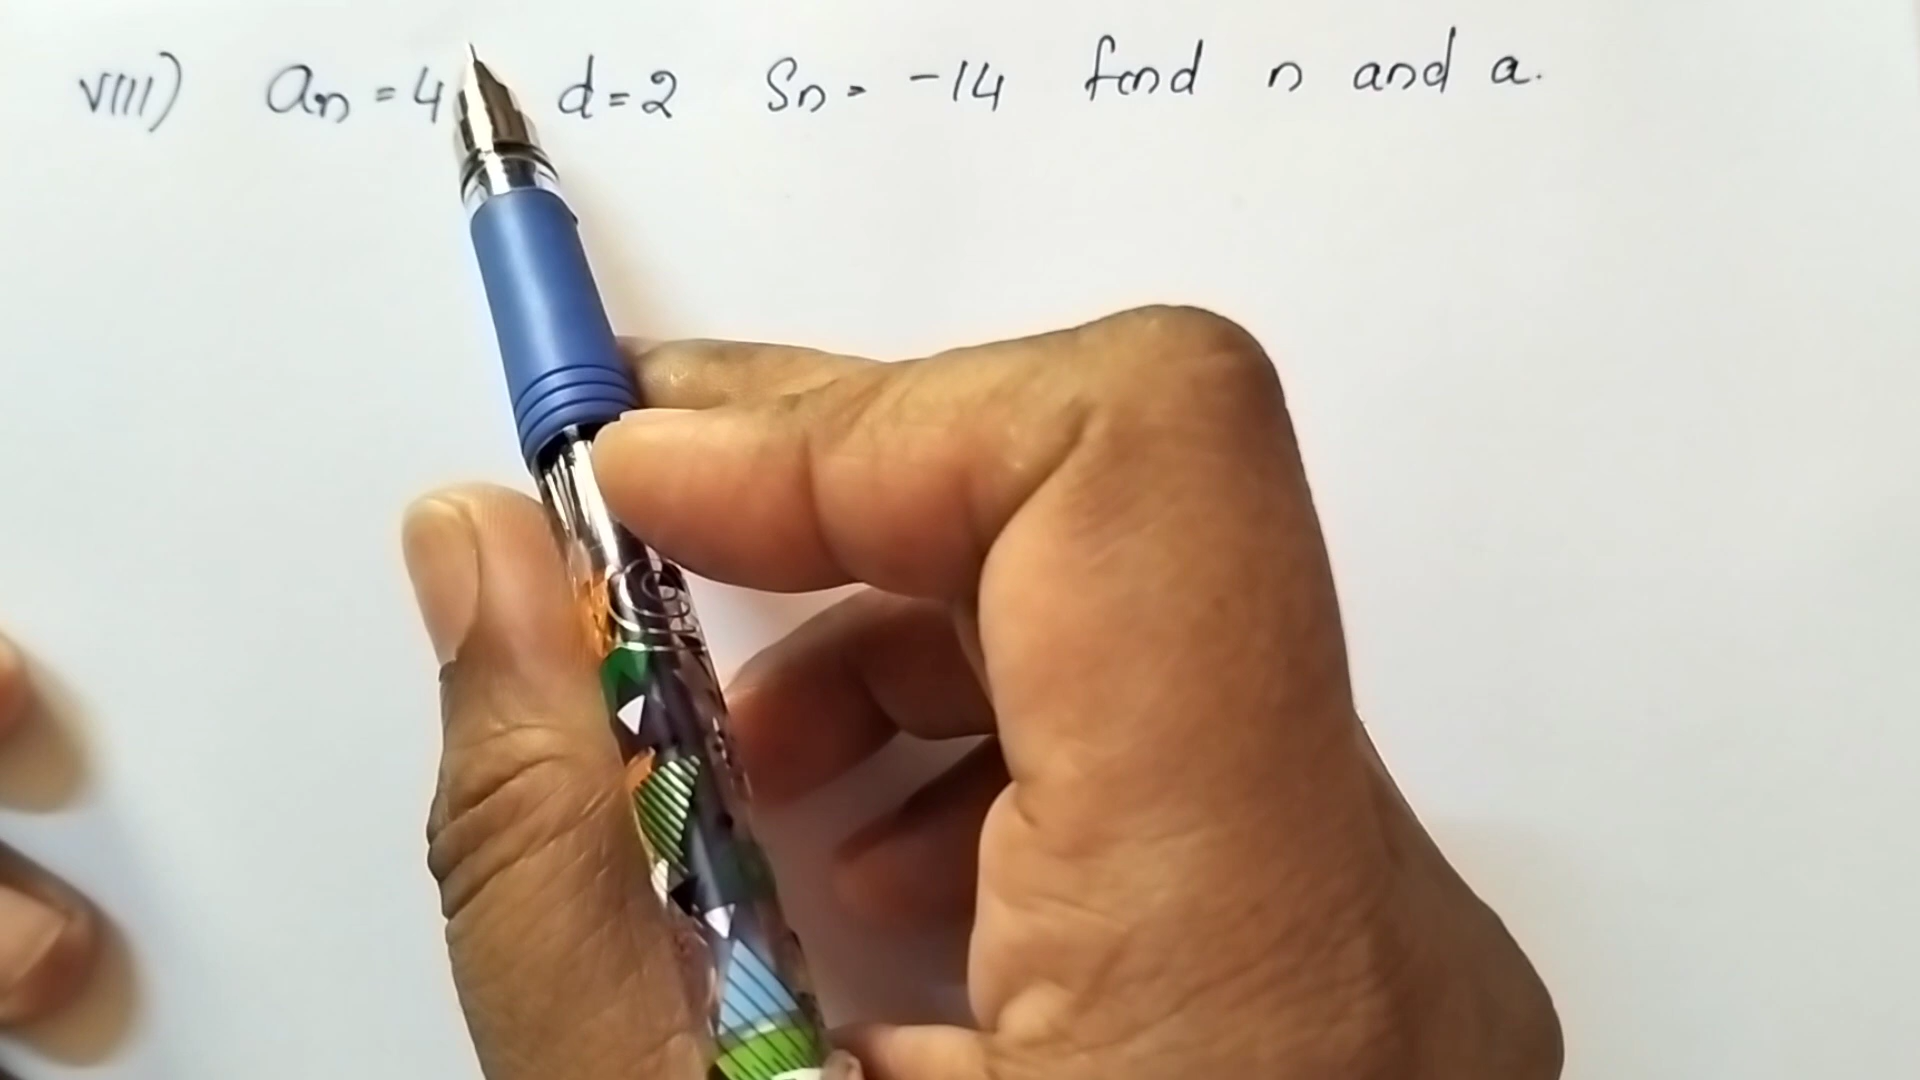 viii) an = 4 d = 2 Sn = -14 find n and a.